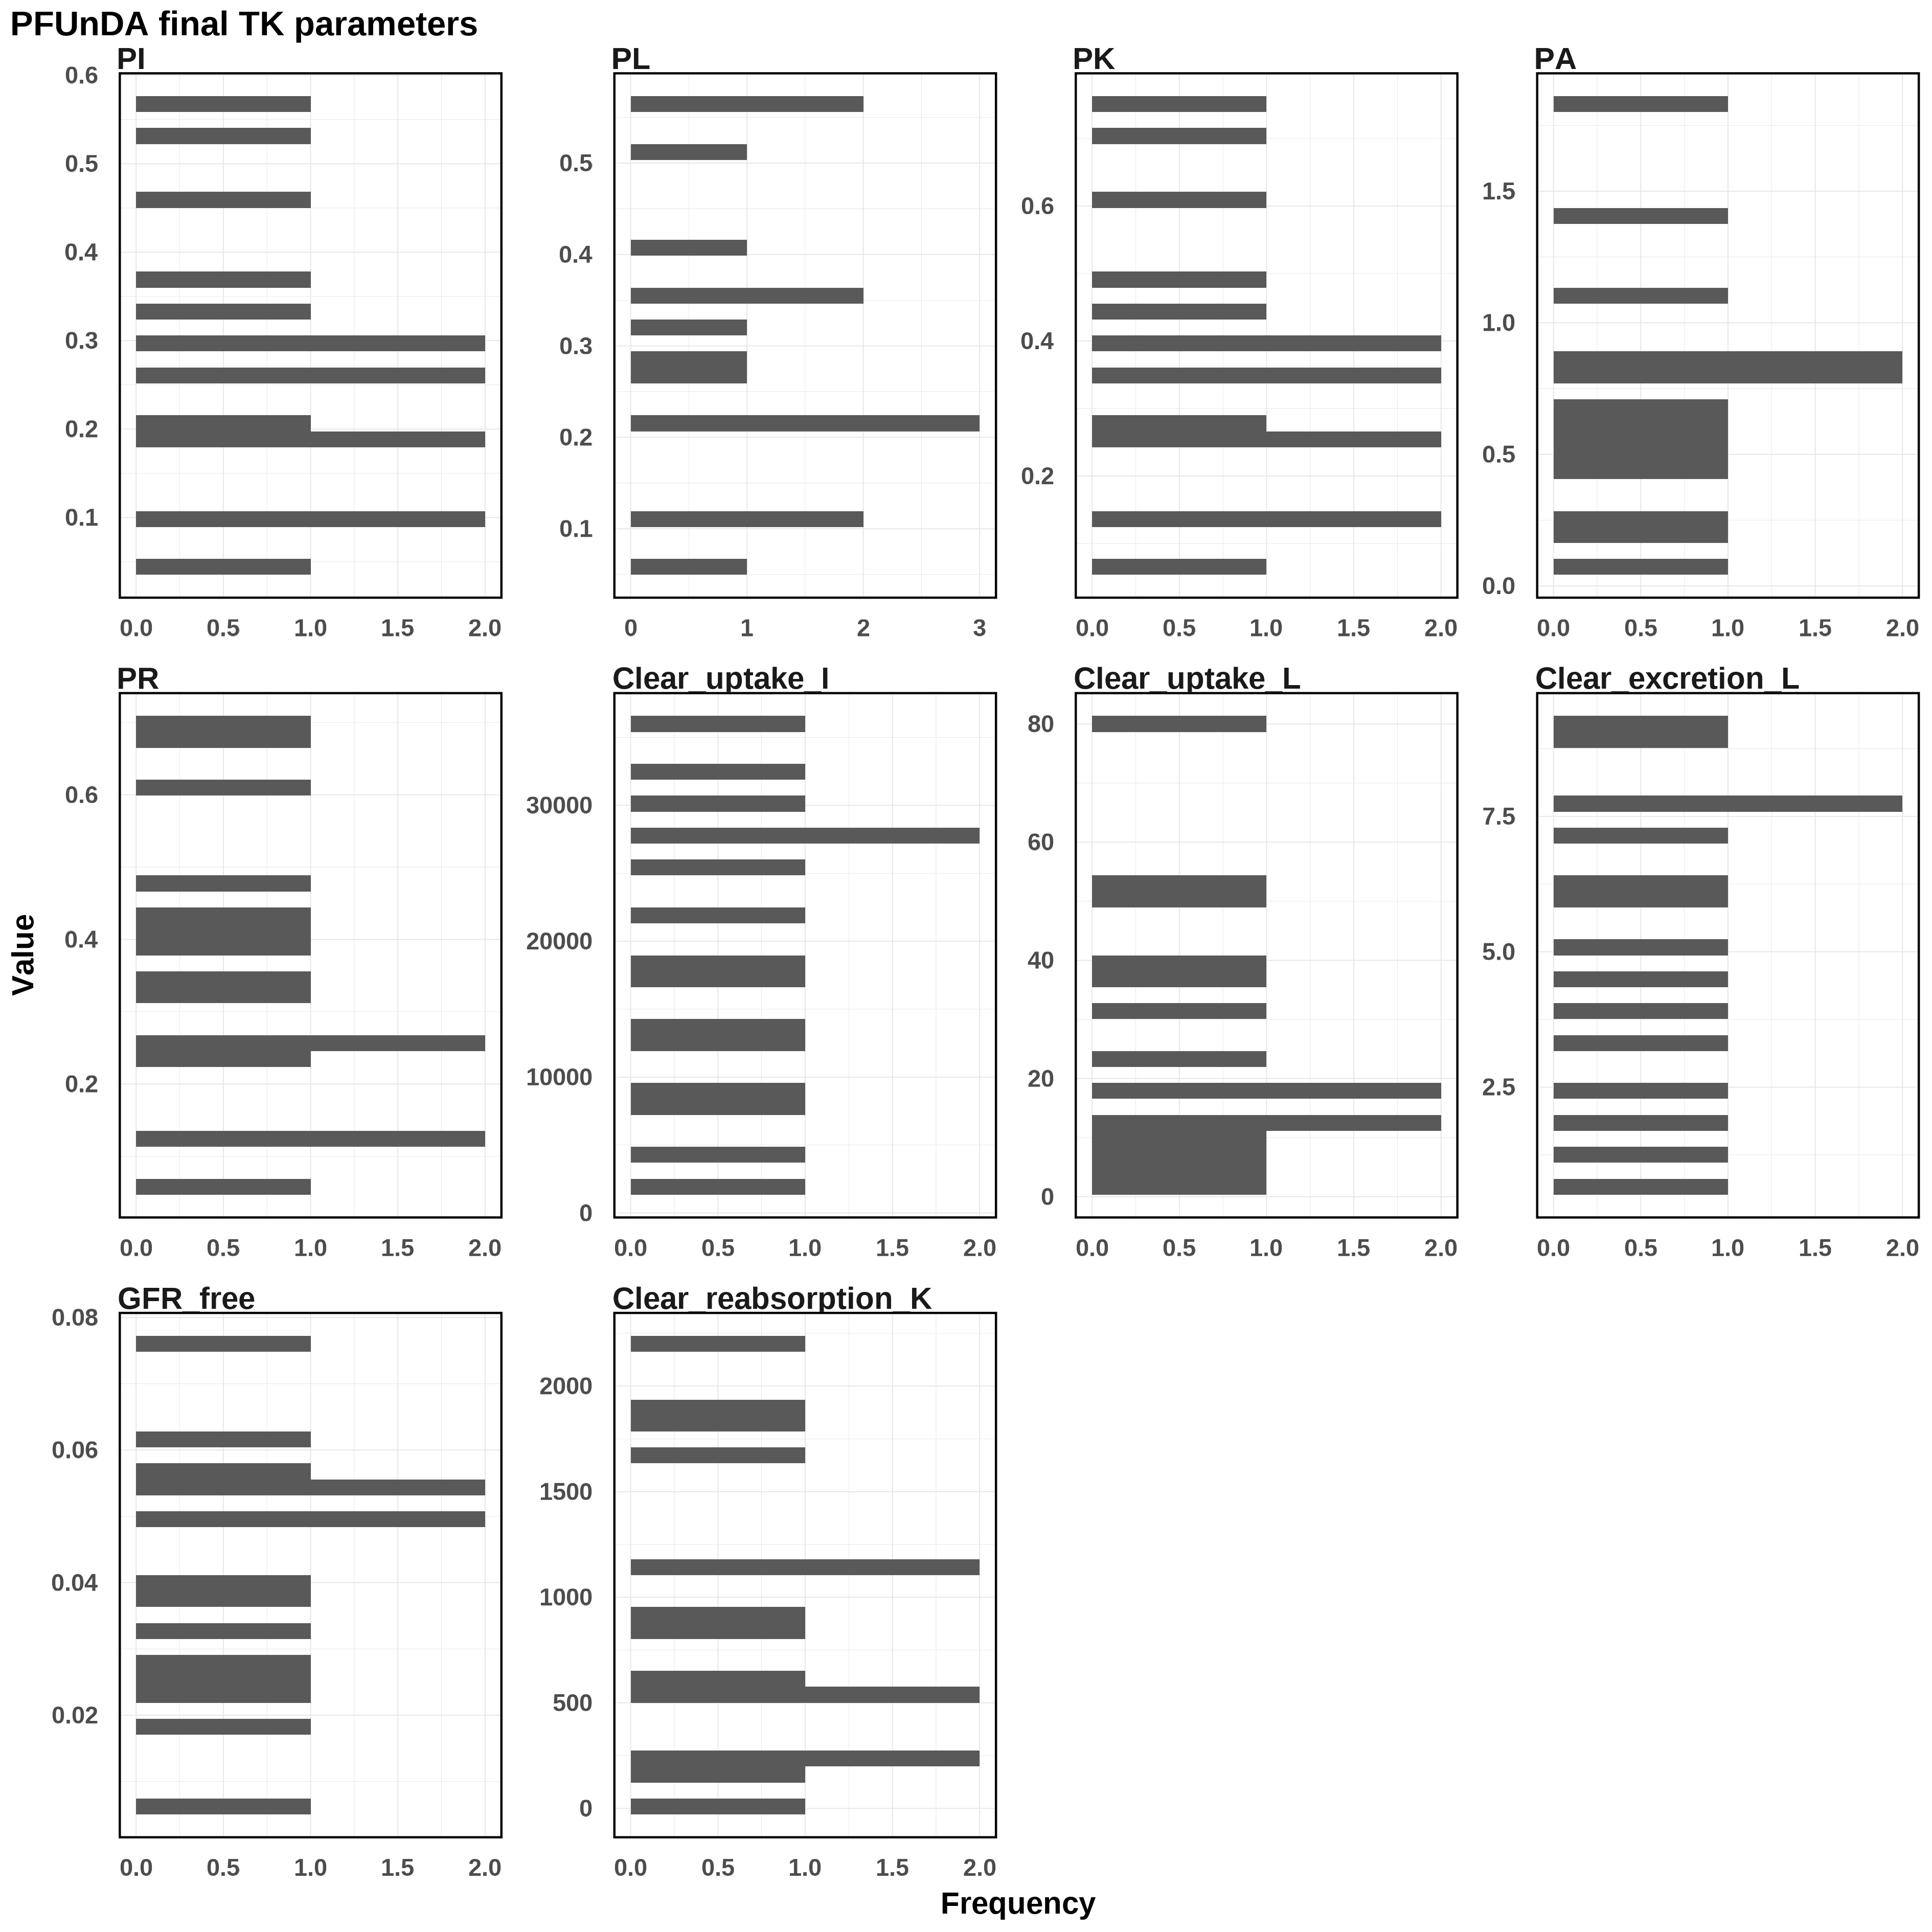 PFUnDA final TK parameters
PI PL PK PA
0.6
0.5
0.4
0.3
0.2
0.1
0.0 0.5 1.0 1.5 2.0
0.5
0.4
0.3
0.2
0.1
0 1 2 3
0.6
0.4
0.2
0.0 0.5 1.0 1.5 2.0
1.5
1.0
0.5
0.0
0.0 0.5 1.0 1.5 2.0
PR Clear_uptake_I Clear_uptake_L Clear_excretion_L
Value
0.6
0.4
0.2
0.0 0.5 1.0 1.5 2.0
30000
20000
10000
0
0.0 0.5 1.0 1.5 2.0
80
60
40
20
0
0.0 0.5 1.0 1.5 2.0
7.5
5.0
2.5
0.0 0.5 1.0 1.5 2.0
GFR_free Clear_reabsorption_K
0.08
0.06
0.04
0.02
0.0 0.5 1.0 1.5 2.0
2000
1500
1000
500
0
0.0 0.5 1.0 1.5 2.0
Frequency